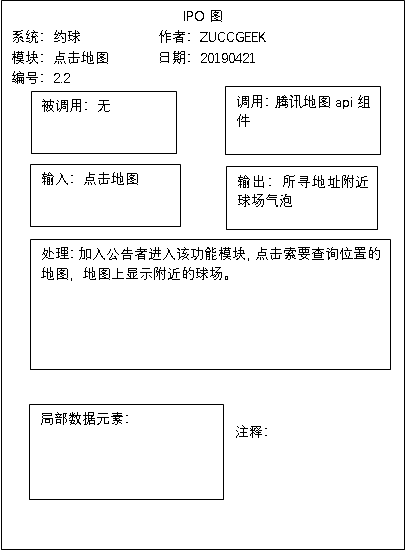 IPO 图
系统：约球 作者：ZUCCGEEK
模块：点击地图 日期：20190421
编号：2.2
被调用：无
调用：腾讯地图 api 组
件
输入：点击地图
输出：所寻地址附近
球场气泡
处理：加入公告者进入该功能模块，点击索要查询位置的
地图，地图上显示附近的球场。
局部数据元素：
注释：